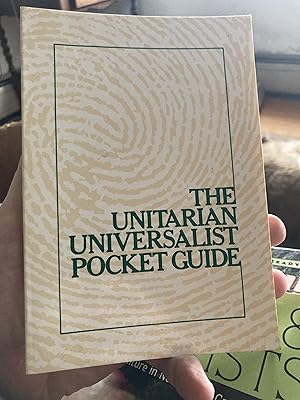 THE
UNITARIAN
UNIVERSALIST
POCKET GUIDE